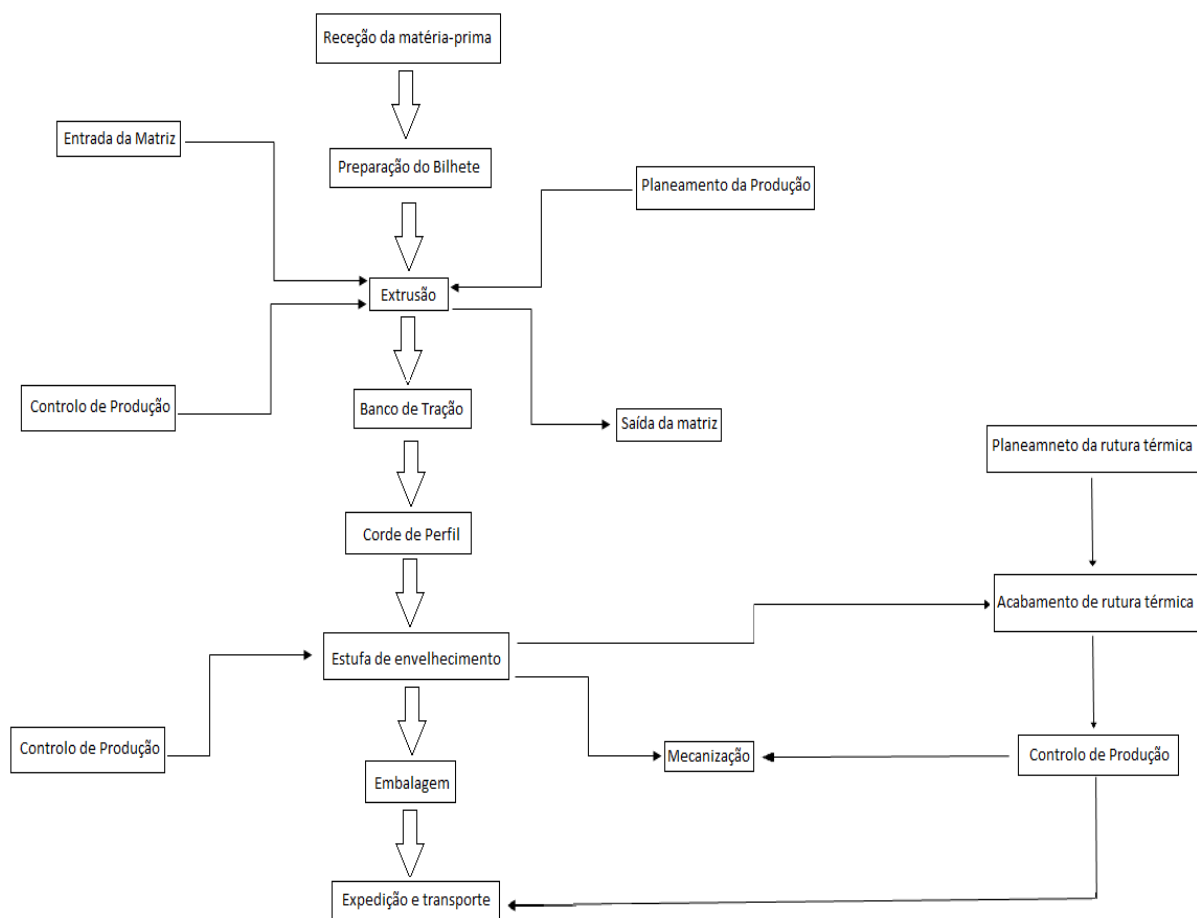 Receção da matéria-prima
Entrada da Matriz
Preparação do Bilhete
Planeamento da Produção
Extrusão
Controlo de Produção
Banco de Tração
Saída da matriz
Planeamneto da rutura térmica
Corde de Perfil
Acabamento de rutura térmica
Estufa de envelhecimento
Controlo de Produção
Mecanização
Controlo de Produção
Embalagem
Expedição e transporte